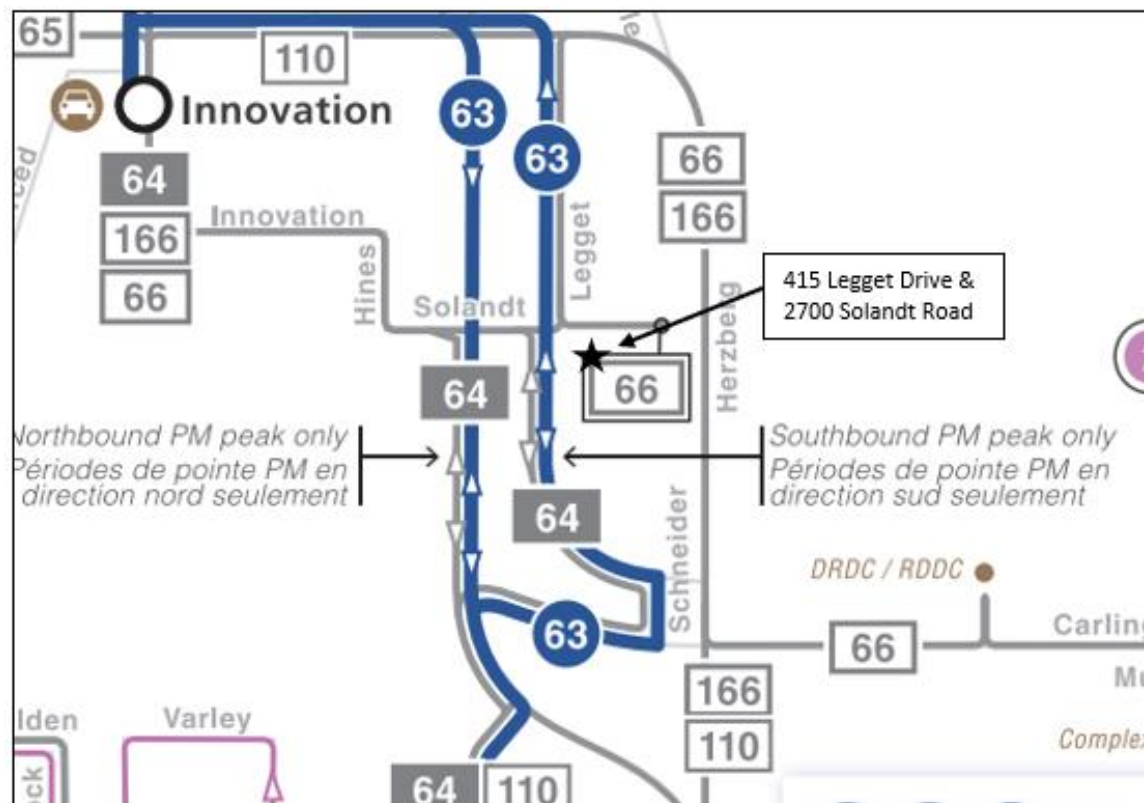 65
110
Innovation
63
63
64
166
66
66
166
Innovation
Hines
Solandt
Legget
415 Legget Drive &
2700 Solandt Road
Herzberg
64
66
Northbound PM peak only
Périodes de pointe PM en
direction nord seulement
Southbound PM peak only
Périodes de pointe PM en
direction sud seulement
64
Schneider
63
DRDC / RDDC
66
Carling
166
110
Varley
64
110
Complex